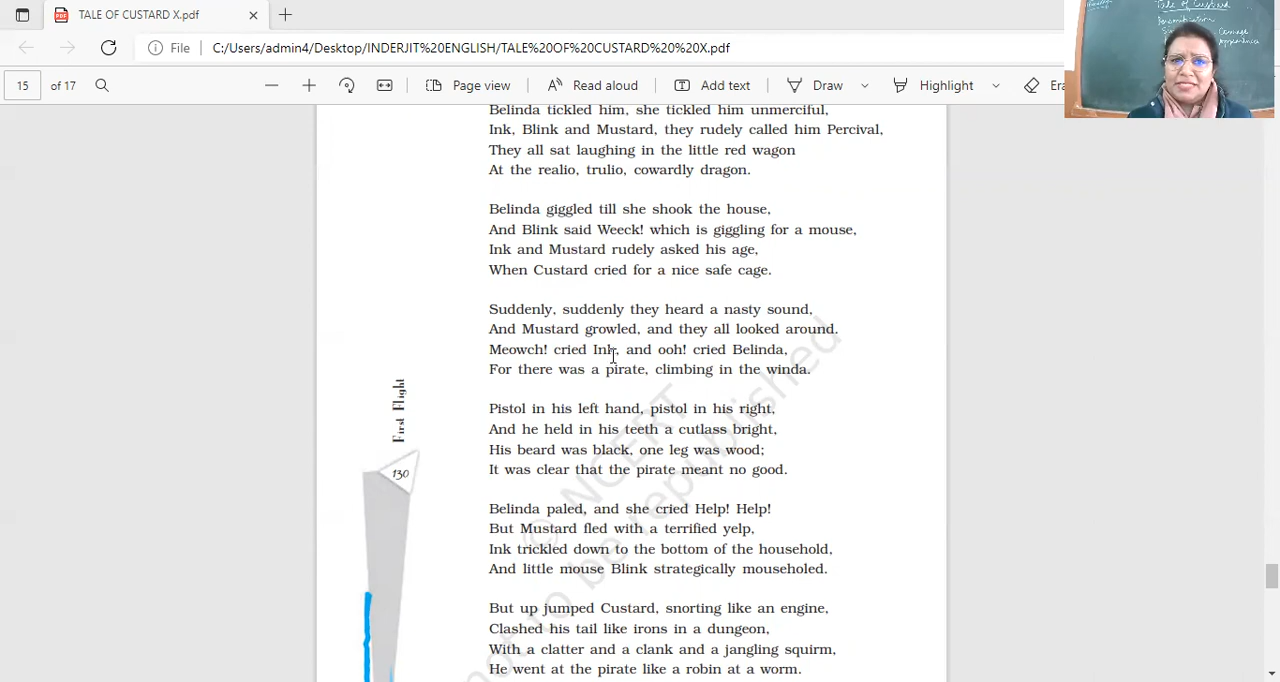 TALE OF CUSTARD X.pdf
File C:/Users/admin4/Desktop/INDERJIT%20ENGLISH/TALE%20OF%20CUSTARD%20%20X.pdf
15 of 17 Page view Read aloud Add text Draw Highlight Era
Tale of Custard
Belinda tickled him, she tickled him unmerciful,
Ink, Blink and Mustard, they rudely called him Percival,
They all sat laughing in the little red wagon
At the realio, trulio, cowardly dragon.
Belinda giggled till she shook the house,
And Blink said Weeck! which is giggling for a mouse,
Ink and Mustard rudely asked his age,
When Custard cried for a nice safe cage.
Suddenly, suddenly they heard a nasty sound,
And Mustard growled, and they all looked around.
Meowch! cried Ink, and ooh! cried Belinda,
For there was a pirate, climbing in the winda.
Pistol in his left hand, pistol in his right,
And he held in his teeth a cutlass bright,
His beard was black, one leg was wood;
It was clear that the pirate meant no good.
Belinda paled, and she cried Help! Help!
But Mustard fled with a terrified yelp,
Ink trickled down to the bottom of the household,
And little mouse Blink strategically mouseholed.
But up jumped Custard, snorting like an engine,
Clashed his tail like irons in a dungeon,
With a clatter and a clank and a jangling squirm,
He went at the pirate like a robin at a worm.
First Flight
130
© NCERT
not to be republished